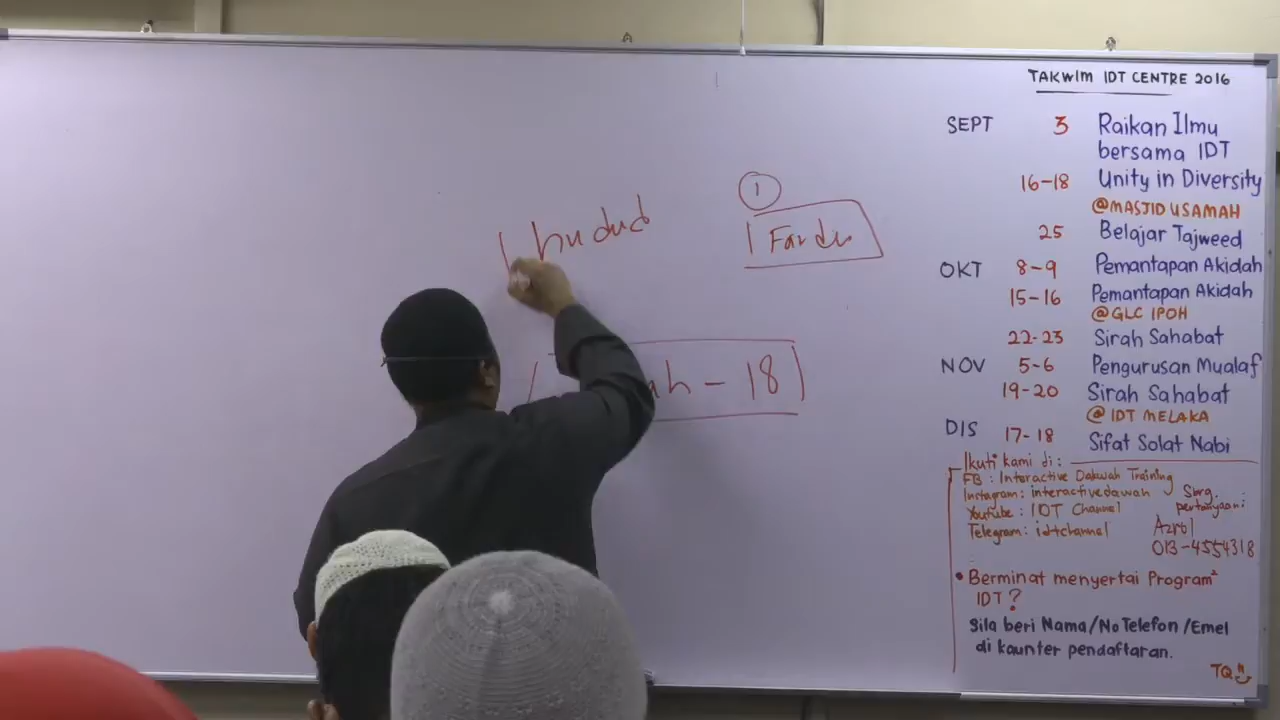 TAKWIM IDT CENTRE 2016
SEPT 3 Raikan Ilmu
bersama IDT
16-18 Unity in Diversity
@MASJID USAMAH
25 Belajar Tajweed
OKT 8-9 Pemantapan Akidah
15-16 Pemantapan Akidah
@GLC IPOH
22-23 Sirah Sahabat
NOV 5-6 Pengurusan Mualaf
19-20 Sirah Sahabat
@IDT MELAKA
DIS 17-18 Sifat Solat Nabi
Ikuti kami di:
FB: Interactive Dakwah Training
Instagram: interactivedawah
Youtube: IDT Channel
Telegram: idtchannel
Sbrg. pertanyaan:
Azrol
013-4554318
• Berminat menyertai Program²
IDT?
Sila beri Nama/No Telefon/Emel
di kaunter pendaftaran.
TQ
1
Fardu
hudud
ah - 18